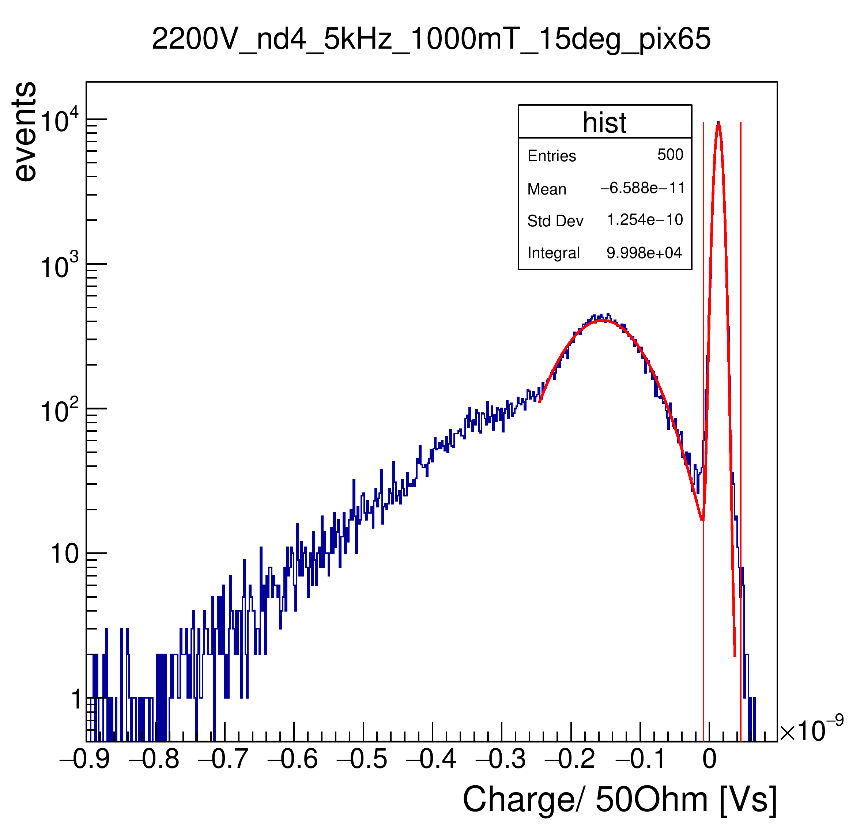 2200V_nd4_5kHz_1000mT_15deg_pix65
events
hist
Entries 500
Mean −6.588e−11
Std Dev 1.254e−10
Integral 9.998e+04
10⁴
10³
10²
10
1
−0.9 −0.8 −0.7 −0.6 −0.5 −0.4 −0.3 −0.2 −0.1 0
×10⁻⁹
Charge/ 50Ohm [Vs]